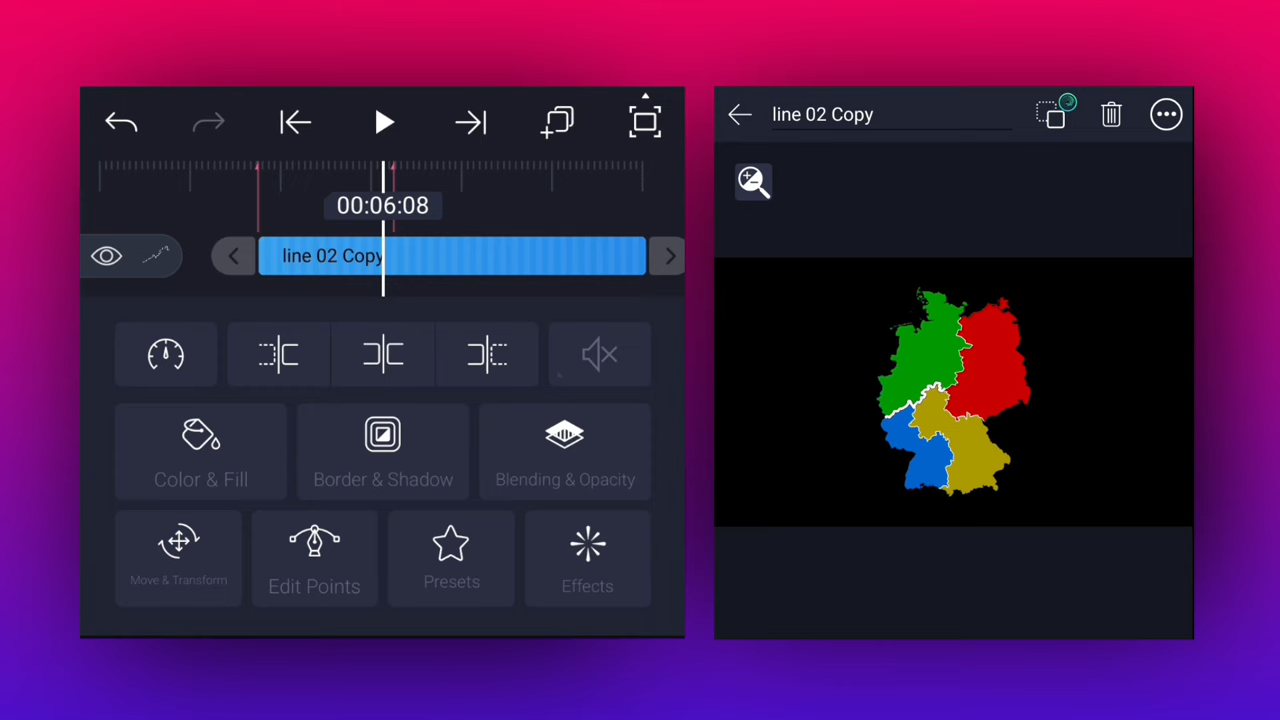 line 02 Copy
00:06:08
line 02 Copy
Color & Fill
Border & Shadow
Blending & Opacity
Move & Transform
Edit Points
Presets
Effects